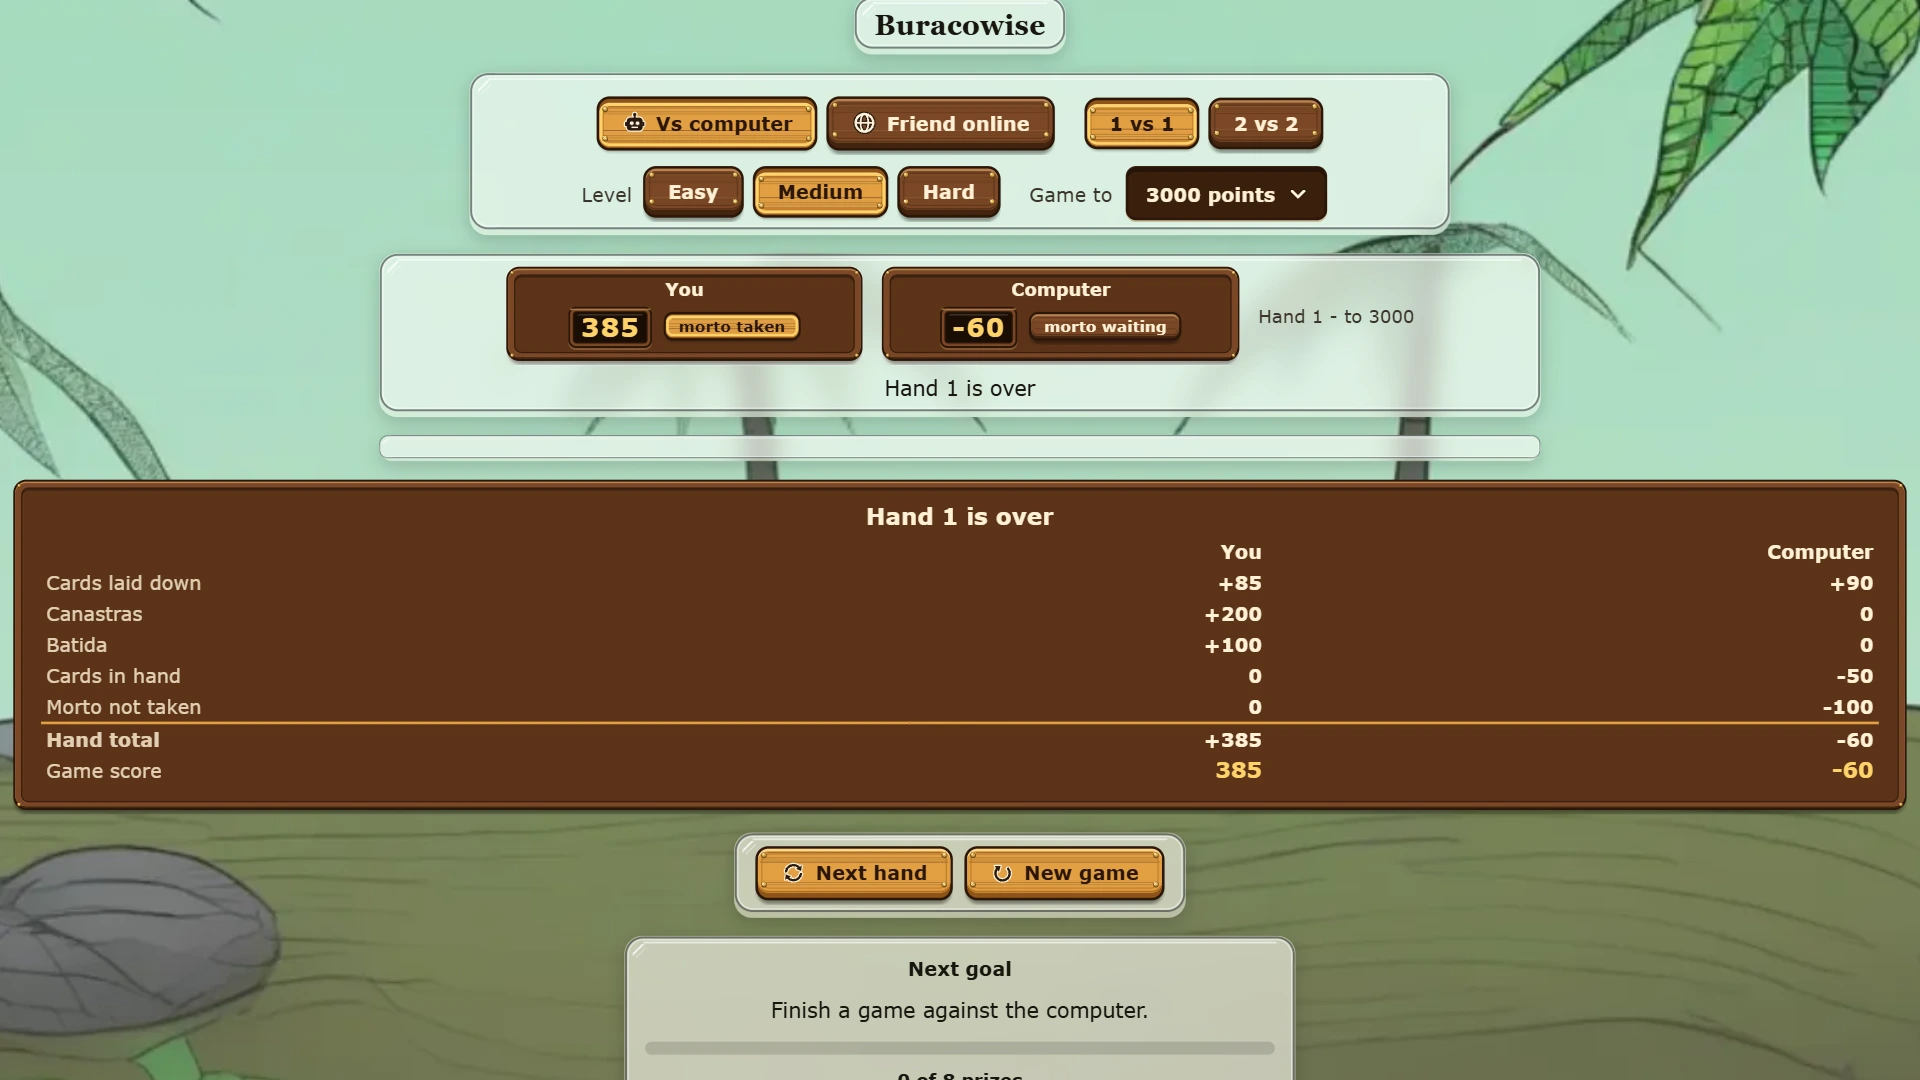 Buracowise
Vs computer Friend online 1 vs 1 2 vs 2
Level Easy Medium Hard Game to 3000 points
You Computer
385 morto taken -60 morto waiting Hand 1 - to 3000
Hand 1 is over
Hand 1 is over
You Computer
Cards laid down +85 +90
Canastras +200 0
Batida +100 0
Cards in hand 0 -50
Morto not taken 0 -100
Hand total +385 -60
Game score 385 -60
Next hand New game
Next goal
Finish a game against the computer.
0 of 8 prizes